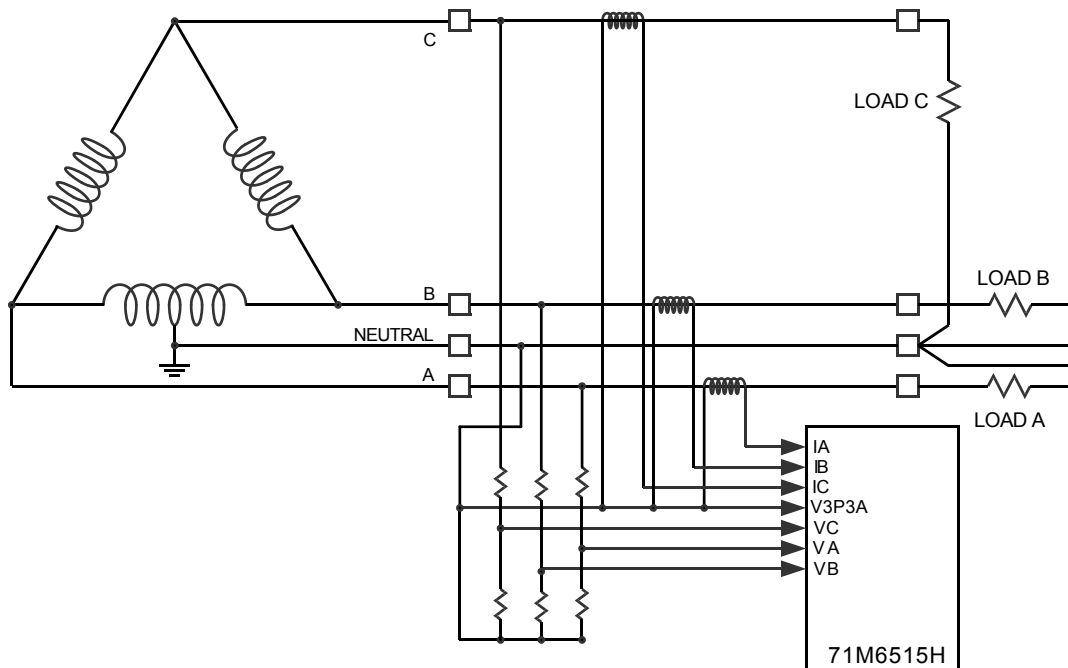 C
LOAD C
B
LOAD B
NEUTRAL
A
LOAD A
IA
IB
IC
V3P3A
VC
VA
VB
71M6515H